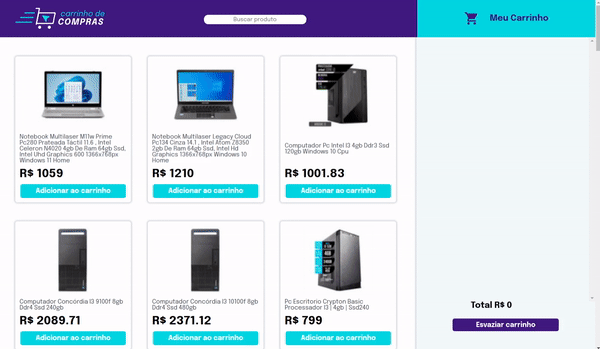 carrinho de
COMPRAS
Buscar produto
Meu Carrinho
Notebook Multilaser M11w Prime
Pc280 Prateada Táctil 11.6 , Intel
Celeron N4020 4gb De Ram 64gb Ssd,
Intel Uhd Graphics 600 1366x768px
Windows 11 Home
R$ 1059
Adicionar ao carrinho
Notebook Multilaser Legacy Cloud
Pc134 Cinza 14.1 , Intel Atom Z8350
2gb De Ram 64gb Ssd, Intel Hd
Graphics 1366x768px Windows 10
Home
R$ 1210
Adicionar ao carrinho
Computador Pc Intel I3 4gb Ddr3 Ssd
120gb Windows 10 Cpu
R$ 1001.83
Adicionar ao carrinho
Computador Concórdia I3 9100f 8gb
Ddr4 Ssd 240gb
R$ 2089.71
Adicionar ao carrinho
Computador Concórdia I3 10100f 8gb
Ddr4 Ssd 480gb
R$ 2371.12
Adicionar ao carrinho
Pc Escritorio Crypton Basic
Processador I3 | 4gb | Ssd240
R$ 799
Adicionar ao carrinho
Total R$ 0
Esvaziar carrinho